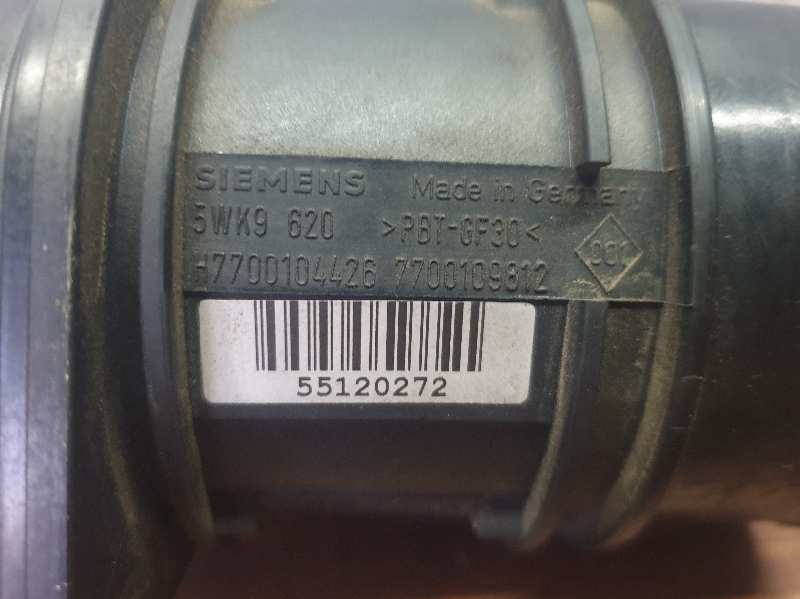 SIEMENS Made in Germany
5WK9 620 >PBT-GF30<
H7700104426 7700109812
55120272